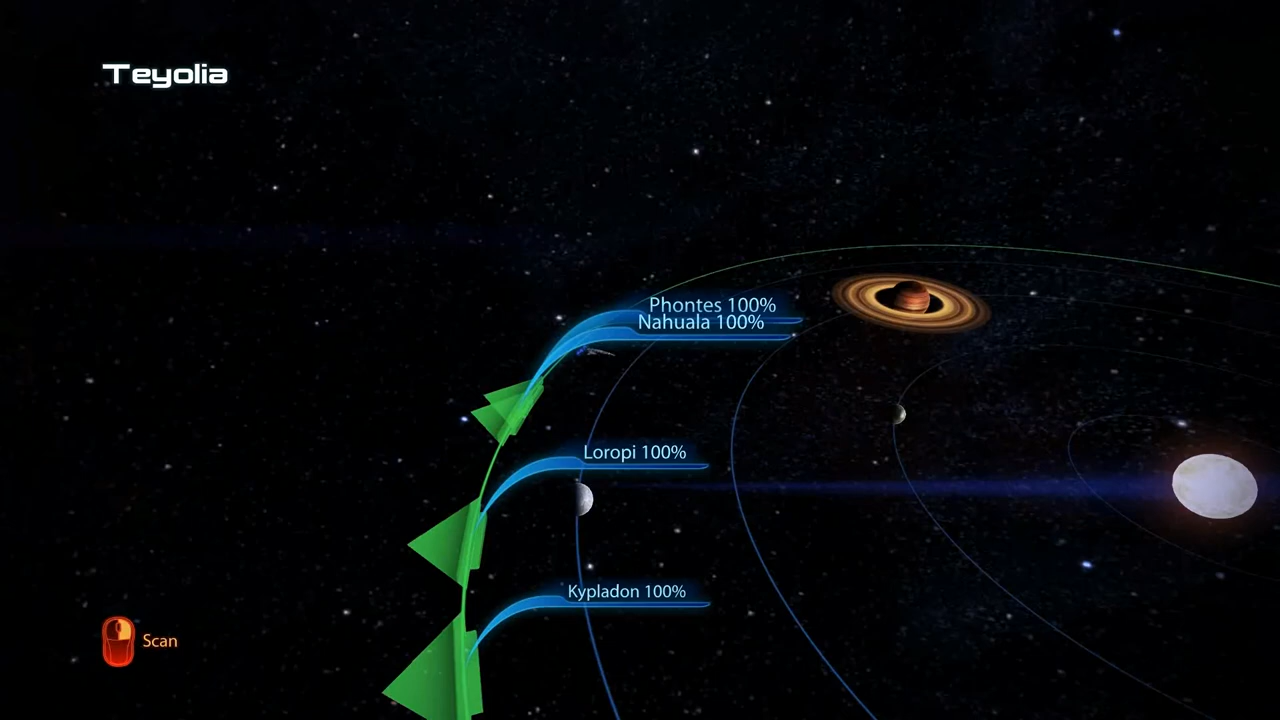 Teyolia
Phontes 100%
Nahuala 100%
Loropi 100%
Kypladon 100%
Scan